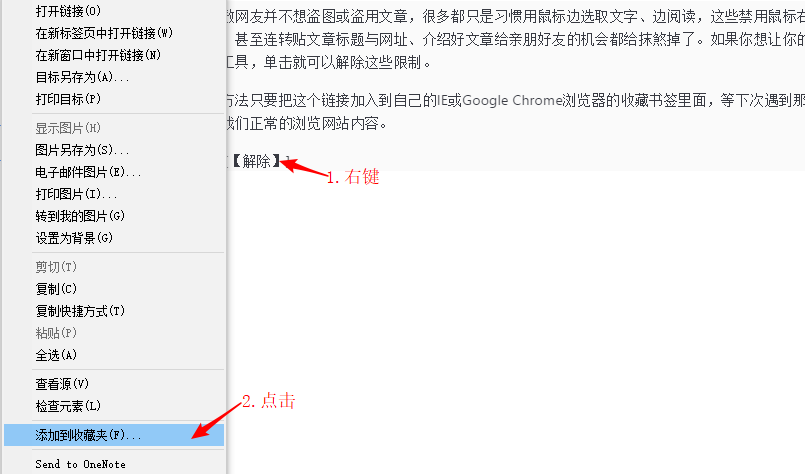 打开链接(O)
在新标签页中打开链接(W)
在新窗口中打开链接(N)
目标另存为(A)...
打印目标(P)
显示图片(H)
图片另存为(S)...
电子邮件图片(E)...
打印图片(I)...
转到我的图片(G)
设置为背景(G)
剪切(T)
复制(C)
复制快捷方式(T)
粘贴(P)
全选(A)
查看源(V)
检查元素(L)
添加到收藏夹(F)...
Send to OneNote
网友并不想盗图或盗用文章，很多都只是习惯用鼠标边选取文字、边阅读，这些禁用鼠标右
甚至连转贴文章标题与网址、介绍好文章给亲朋好友的机会都给抹煞掉了。如果你想让你的
工具，单击就可以解除这些限制。
方法只要把这个链接加入到自己的IE或Google Chrome浏览器的收藏书签里面，等下次遇到那
我们正常的浏览网站内容。
【解除】
1.右键
2.点击